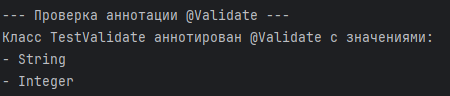 --- Проверка аннотации @Validate ---
Класс TestValidate аннотирован @Validate с значениями:
- String
- Integer